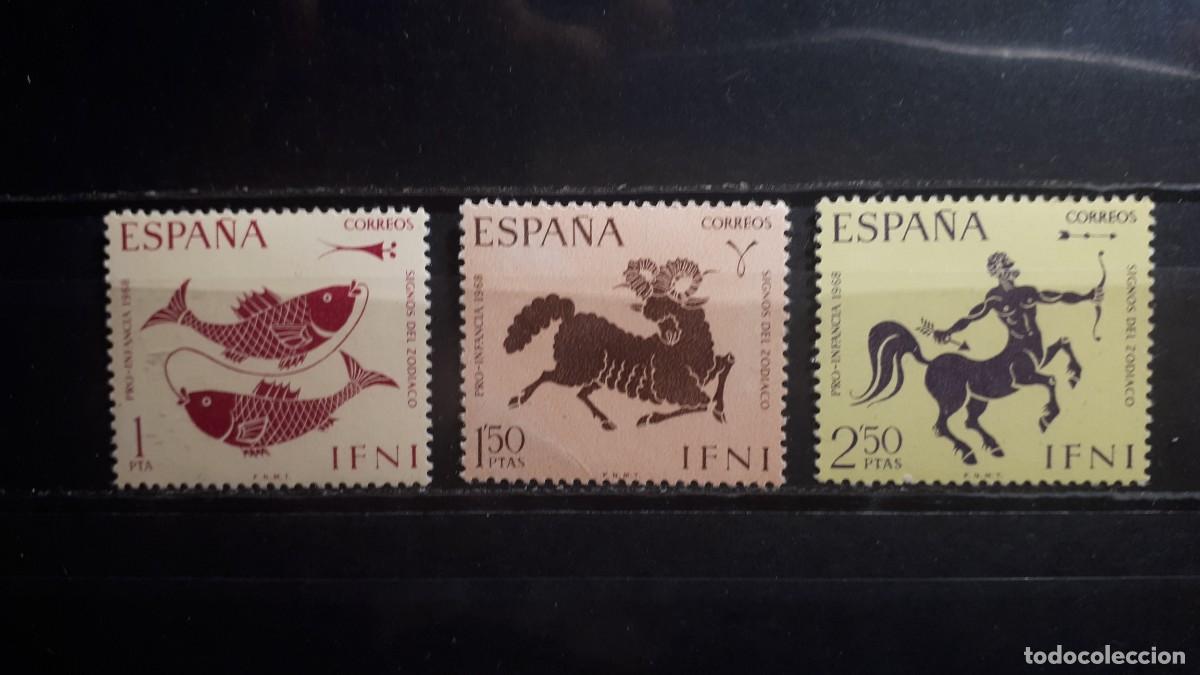 ESPAÑA
CORREOS
PRO-INFANCIA 1968
SIGNOS DEL ZODIACO
1
PTA
IFNI
F.N.M.T.
ESPAÑA
CORREOS
PRO-INFANCIA 1968
SIGNOS DEL ZODIACO
1'50
PTAS
IFNI
F.N.M.T.
ESPAÑA
CORREOS
PRO-INFANCIA 1968
SIGNOS DEL ZODIACO
2'50
PTAS
IFNI
F.N.M.T.
todocoleccion